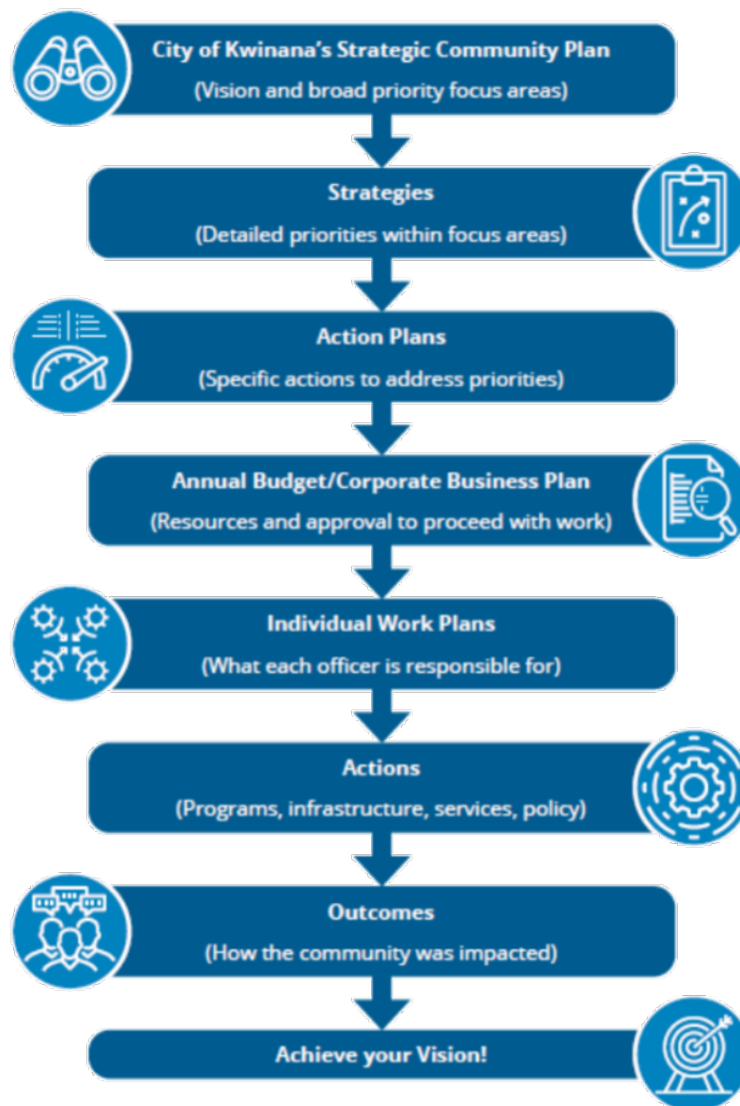 City of Kwinana's Strategic Community Plan
(Vision and broad priority focus areas)
Strategies
(Detailed priorities within focus areas)
Action Plans
(Specific actions to address priorities)
Annual Budget/Corporate Business Plan
(Resources and approval to proceed with work)
Individual Work Plans
(What each officer is responsible for)
Actions
(Programs, infrastructure, services, policy)
Outcomes
(How the community was impacted)
Achieve your Vision!